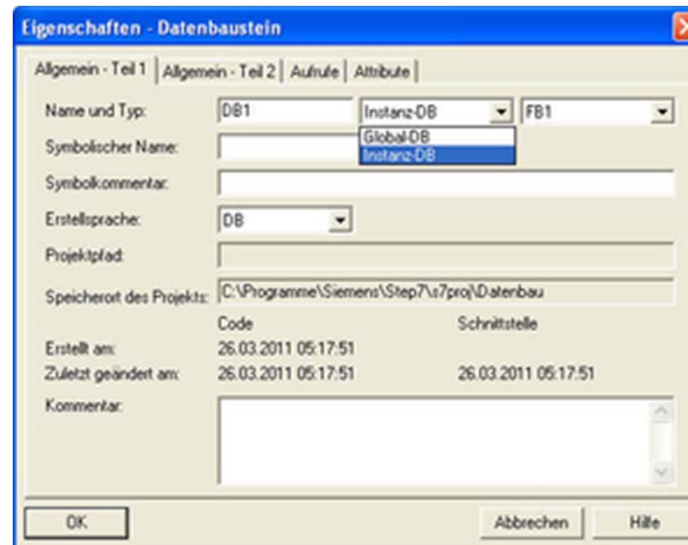 Eigenschaften - Datenbaustein
Allgemein - Teil 1 Allgemein - Teil 2 Aufrufe Attribute
Name und Typ: DB1 Instanz-DB FB1
Global-DB
Symbolischer Name:
Instanz-DB
Symbolkommentar:
Erstellsprache: DB
Projektpfad:
Speicherort des Projekts: C:\Programme\Siemens\Step7\s7proj\Datenbau
Code Schnittstelle
Erstellt am: 26.03.2011 05:17:51
Zuletzt geändert am: 26.03.2011 05:17:51 26.03.2011 05:17:51
Kommentar:
OK Abbrechen Hilfe